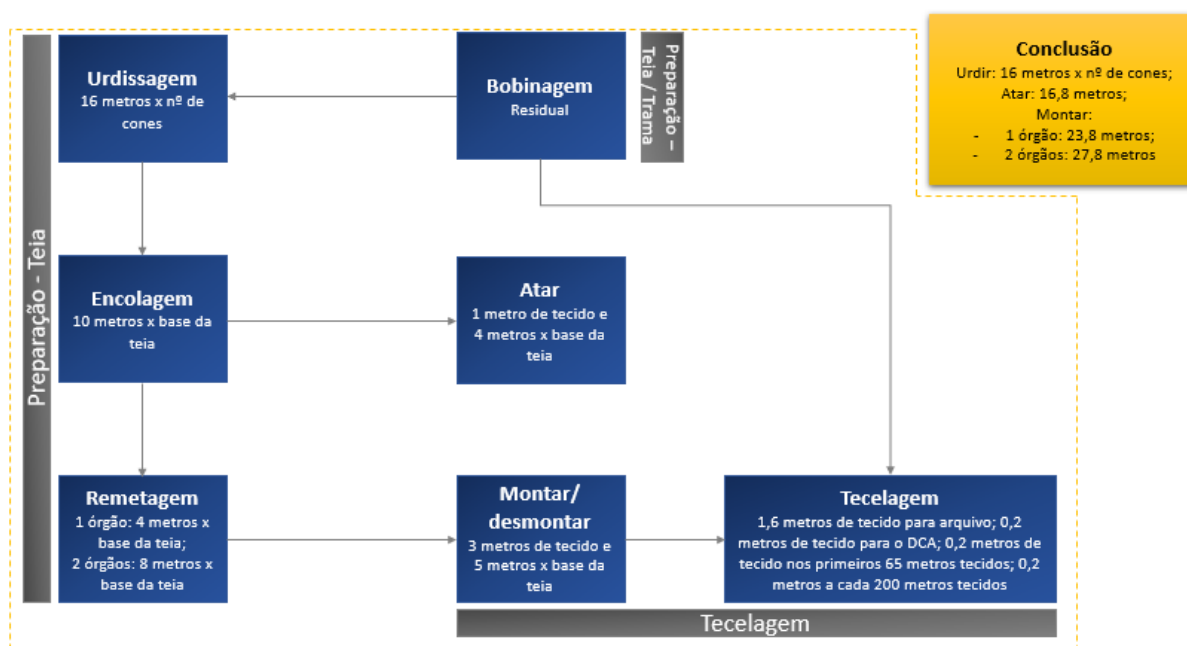 Conclusão
Urdir: 16 metros x nº de cones;
Atar: 16,8 metros;
Montar:
- 1 órgão: 23,8 metros;
- 2 órgãos: 27,8 metros
Preparação - Teia
Urdissagem
16 metros x nº de
cones
Bobinagem
Residual
Preparação –
Teia / Trama
Encolagem
10 metros x base da
teia
Atar
1 metro de tecido e
4 metros x base da
teia
Remetagem
1 órgão: 4 metros x
base da teia;
2 órgãos: 8 metros x
base da teia
Montar/
desmontar
3 metros de tecido e
5 metros x base da
teia
Tecelagem
1,6 metros de tecido para arquivo; 0,2
metros de tecido para o DCA; 0,2 metros de
tecido nos primeiros 65 metros tecidos; 0,2
metros a cada 200 metros tecidos
Tecelagem